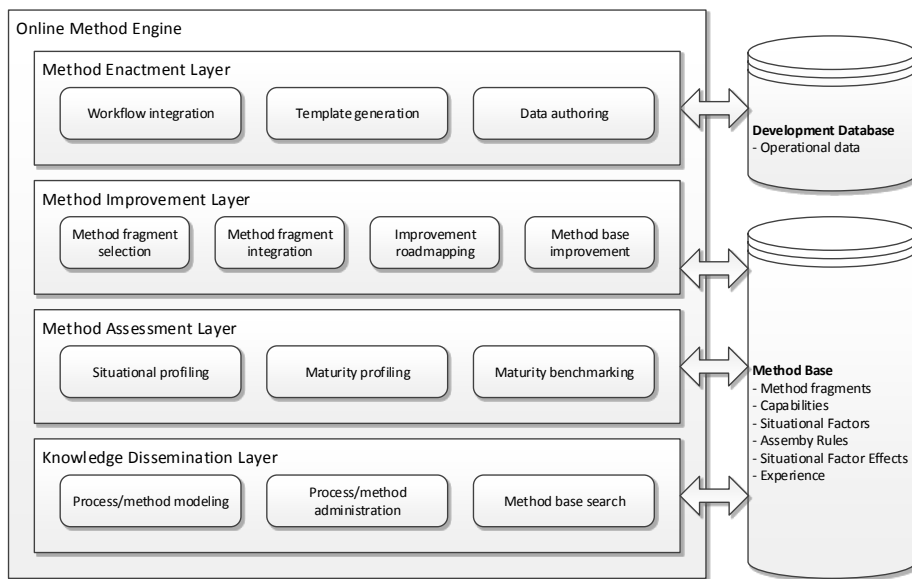 Online Method Engine
Method Enactment Layer
Workflow integration
Template generation
Data authoring
Method Improvement Layer
Method fragment
selection
Method fragment
integration
Improvement
roadmapping
Method base
improvement
Method Assessment Layer
Situational profiling
Maturity profiling
Maturity benchmarking
Knowledge Dissemination Layer
Process/method modeling
Process/method
administration
Method base search
Development Database
- Operational data
Method Base
- Method fragments
- Capabilities
- Situational Factors
- Assemby Rules
- Situational Factor Effects
- Experience